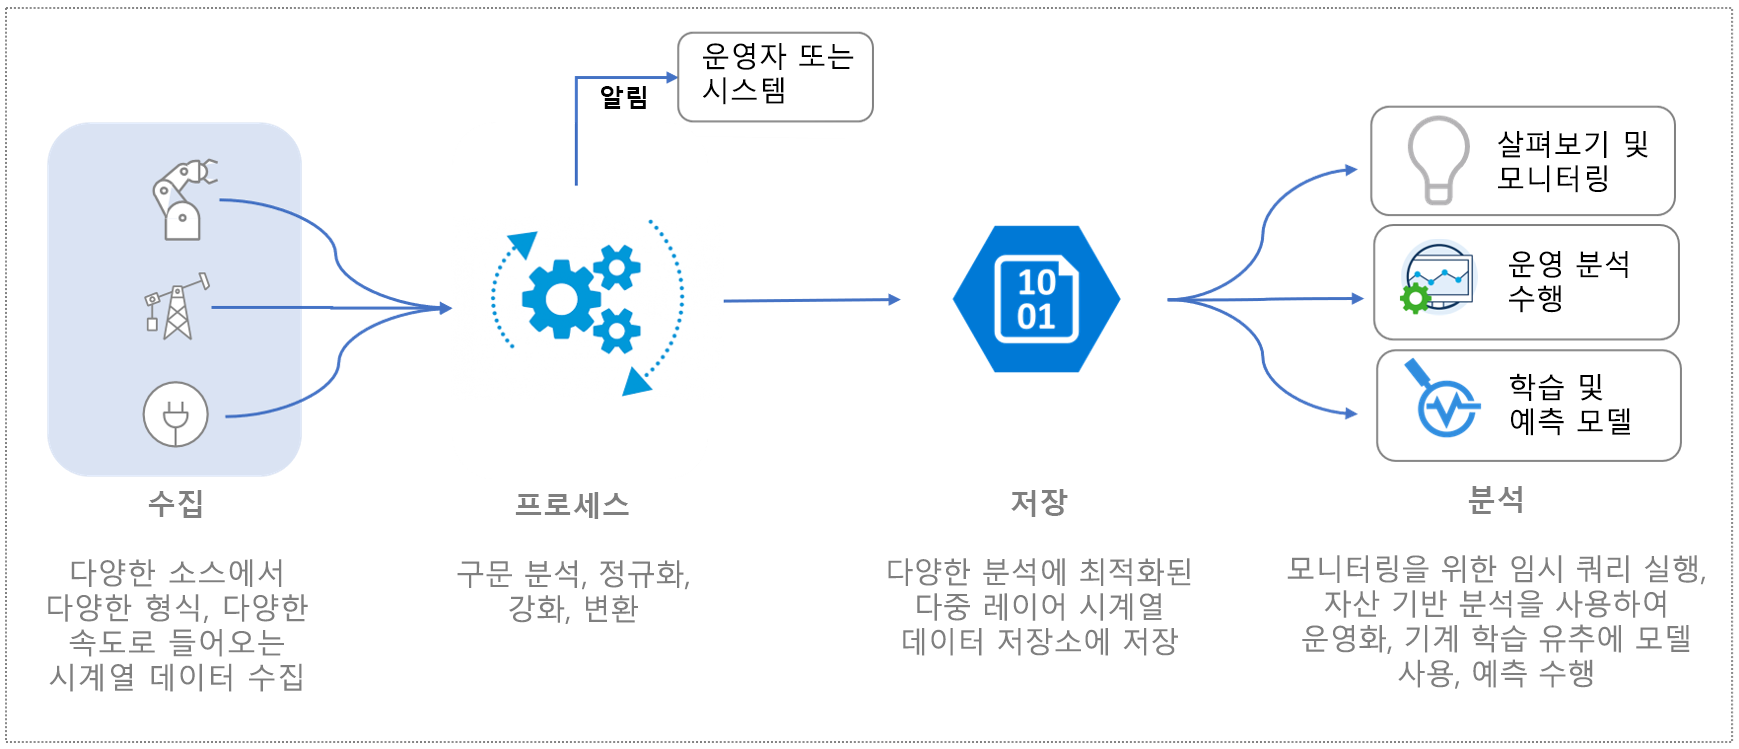 운영자 또는
시스템
알림
살펴보기 및
모니터링
운영 분석
수행
학습 및
예측 모델
10
01
수집
다양한 소스에서
다양한 형식, 다양한
속도로 들어오는
시계열 데이터 수집
프로세스
구문 분석, 정규화,
강화, 변환
저장
다양한 분석에 최적화된
다중 레이어 시계열
데이터 저장소에 저장
분석
모니터링을 위한 임시 쿼리 실행,
자산 기반 분석을 사용하여
운영화, 기계 학습 유추에 모델
사용, 예측 수행